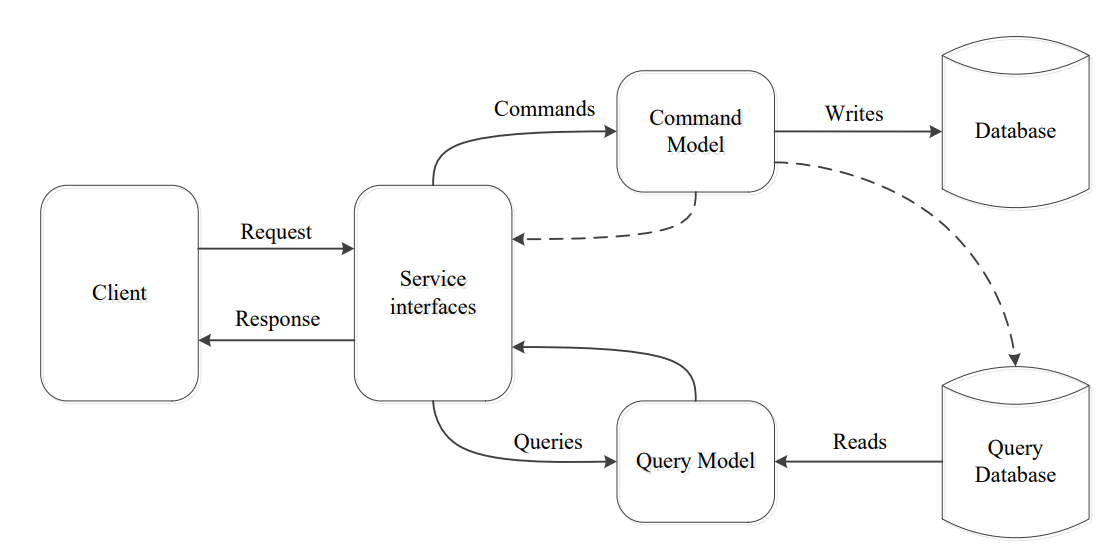 Commands
Command
Model
Writes
Database
Request
Client
Service
interfaces
Response
Queries
Query Model
Reads
Query
Database